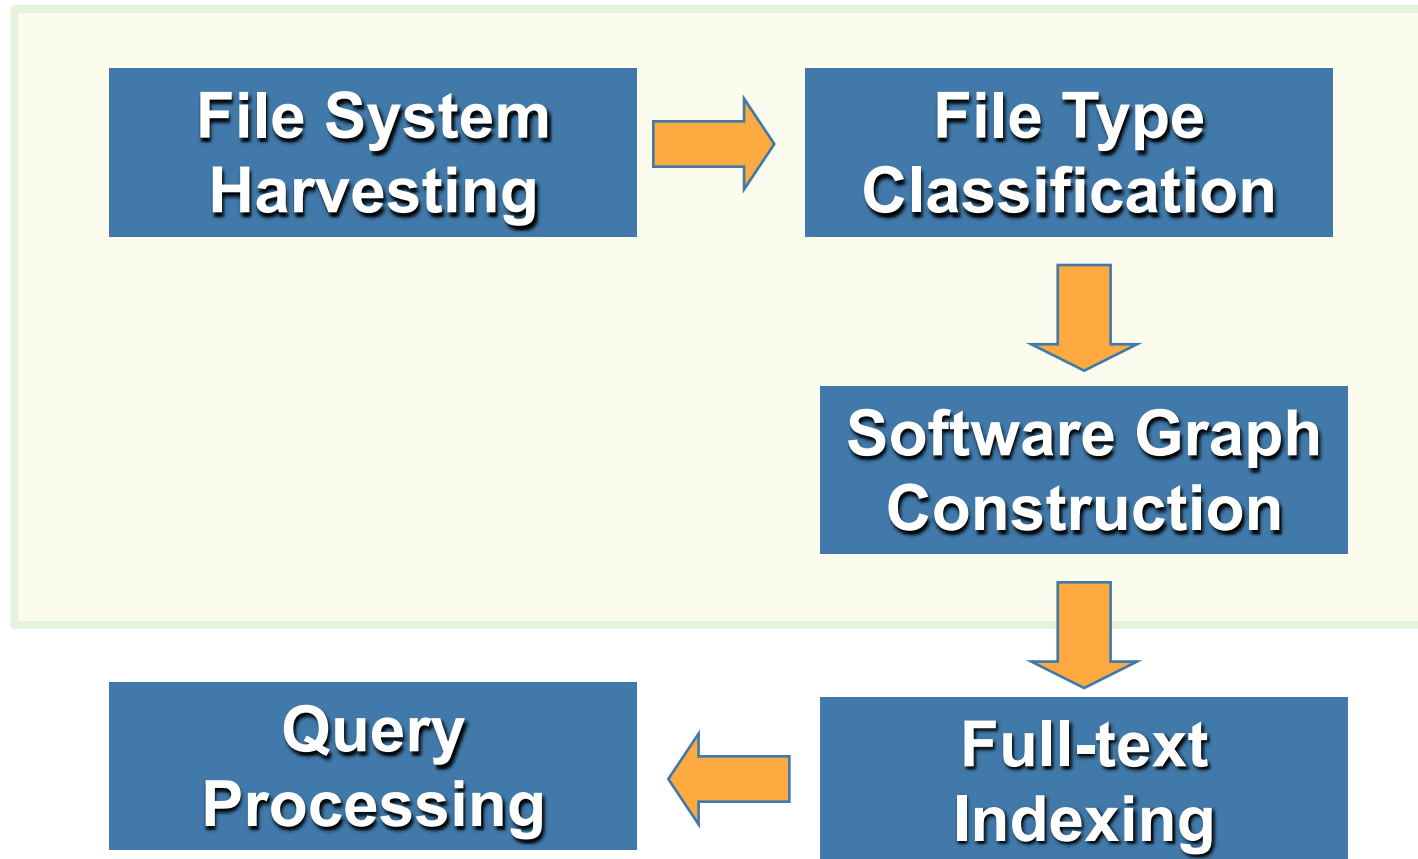 File System
Harvesting
File Type
Classification
Software Graph
Construction
Query
Processing
Full-text
Indexing